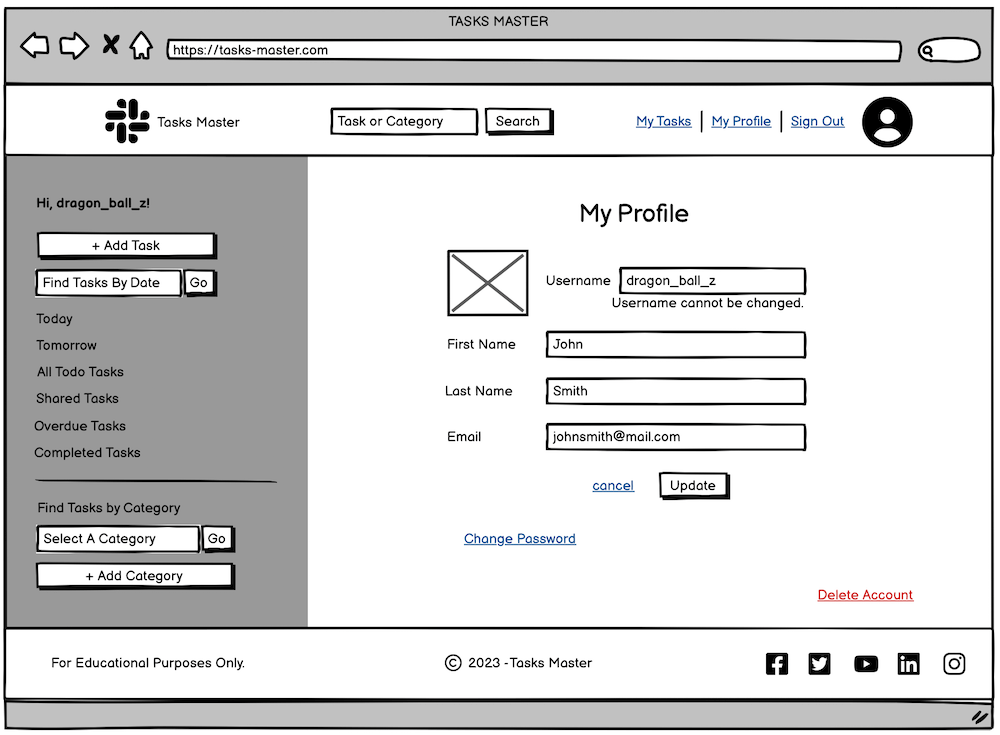 TASKS MASTER
https://tasks-master.com
Tasks Master
Task or Category
Search
My Tasks
My Profile
Sign Out
Hi, dragon_ball_z!
+ Add Task
Find Tasks By Date
Go
Today
Tomorrow
All Todo Tasks
Shared Tasks
Overdue Tasks
Completed Tasks
Find Tasks by Category
Select A Category
Go
+ Add Category
My Profile
Username
dragon_ball_z
Username cannot be changed.
First Name
John
Last Name
Smith
Email
johnsmith@mail.com
cancel
Update
Change Password
Delete Account
For Educational Purposes Only.
© 2023 -Tasks Master